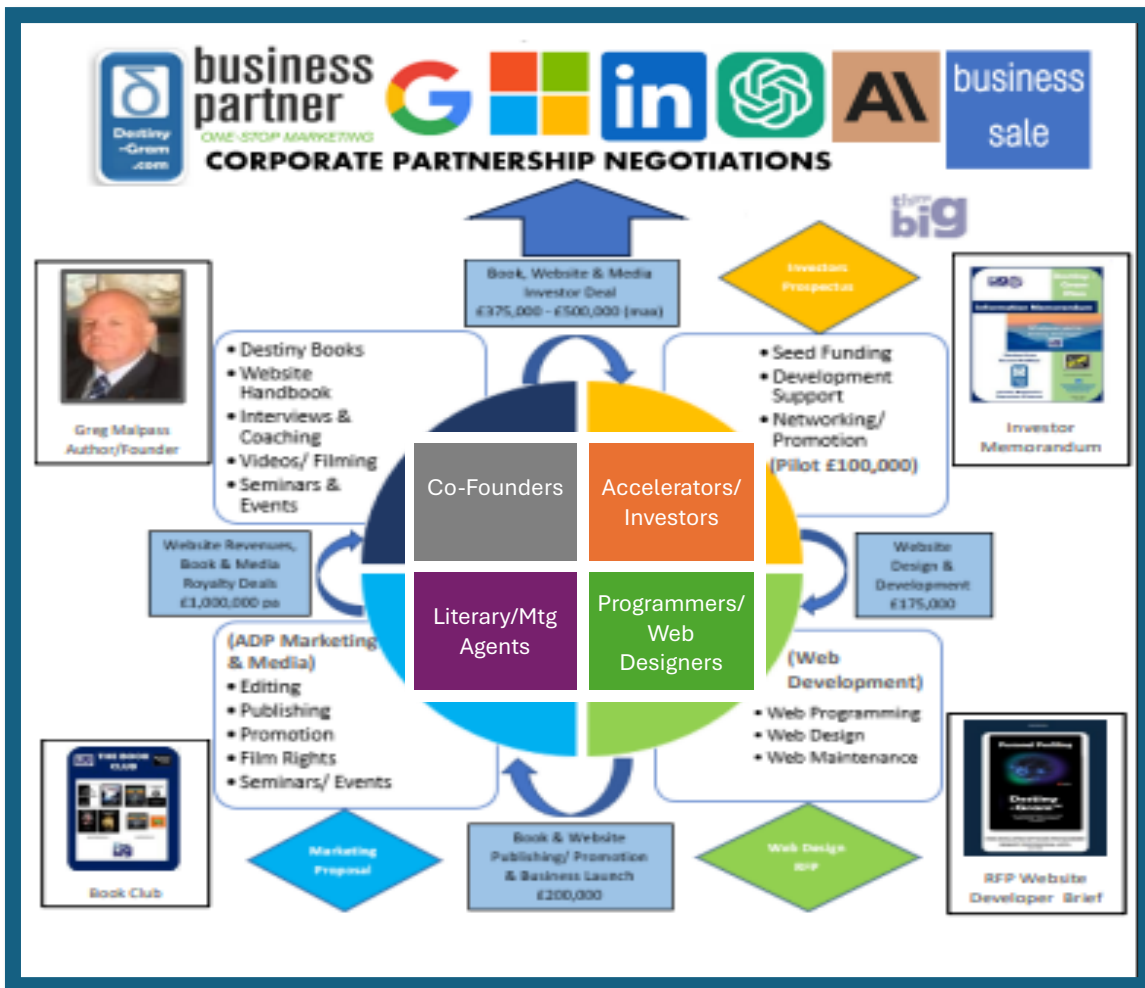 δ
Destiny
-Gram
.com
business
partner
ONE-STOP MARKETING
G
in
A\
business
sale
CORPORATE PARTNERSHIP NEGOTIATIONS
big
Greg Malpass
Author/Founder
Book, Website & Media
Investor Deal
£375,000 - £500,000 (max)
Investors
Prospectus
Information Memorandum
Investor
Memorandum
• Destiny Books
• Website
Handbook
• Interviews &
Coaching
• Videos/ Filming
• Seminars &
Events
• Seed Funding
• Development
Support
• Networking/
Promotion
(Pilot £100,000)
Co-Founders
Accelerators/
Investors
Literary/Mtg
Agents
Programmers/
Web
Designers
Website Revenues,
Book & Media
Royalty Deals
£1,000,000 pa
Website
Design &
Development
£175,000
(ADP Marketing
& Media)
• Editing
• Publishing
• Promotion
• Film Rights
• Seminars/ Events
(Web
Development)
• Web Programming
• Web Design
• Web Maintenance
THE BOOK
CLUB
Book Club
Marketing
Proposal
Book & Website
Publishing/ Promotion
& Business Launch
£200,000
Web Design
RFP
Personal Profiling
Destiny
-Gram
RFP Website
Developer Brief